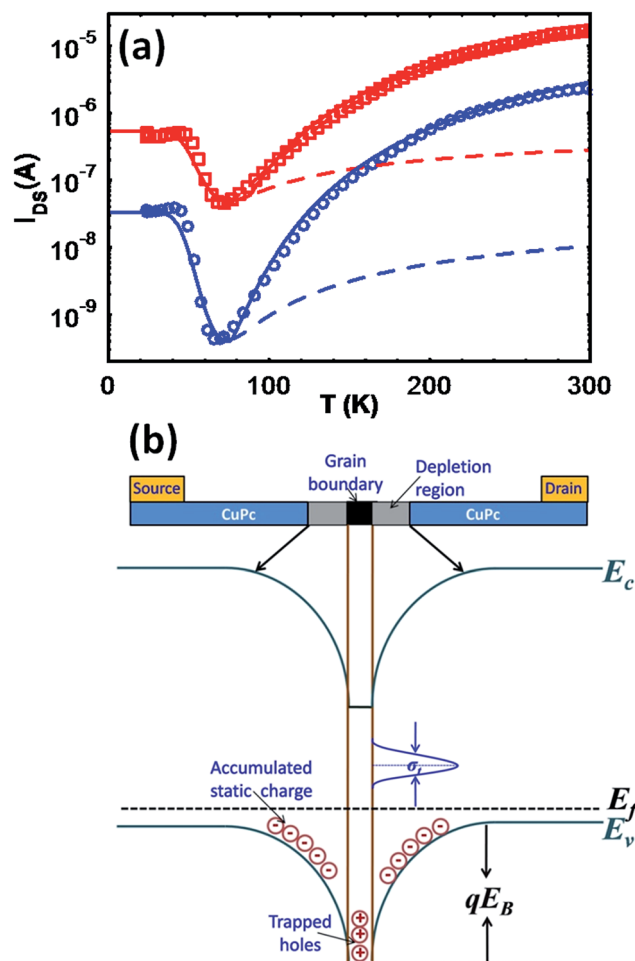 (a)
10⁻⁵
10⁻⁶
10⁻⁷
10⁻⁸
10⁻⁹
I_DS(A)
0 100 200 300
T (K)
(b)
Grain
boundary
Depletion
region
Source
Drain
CuPc
CuPc
E_c
σ_t
Accumulated
static charge
E_f
E_v
qE_B
Trapped
holes